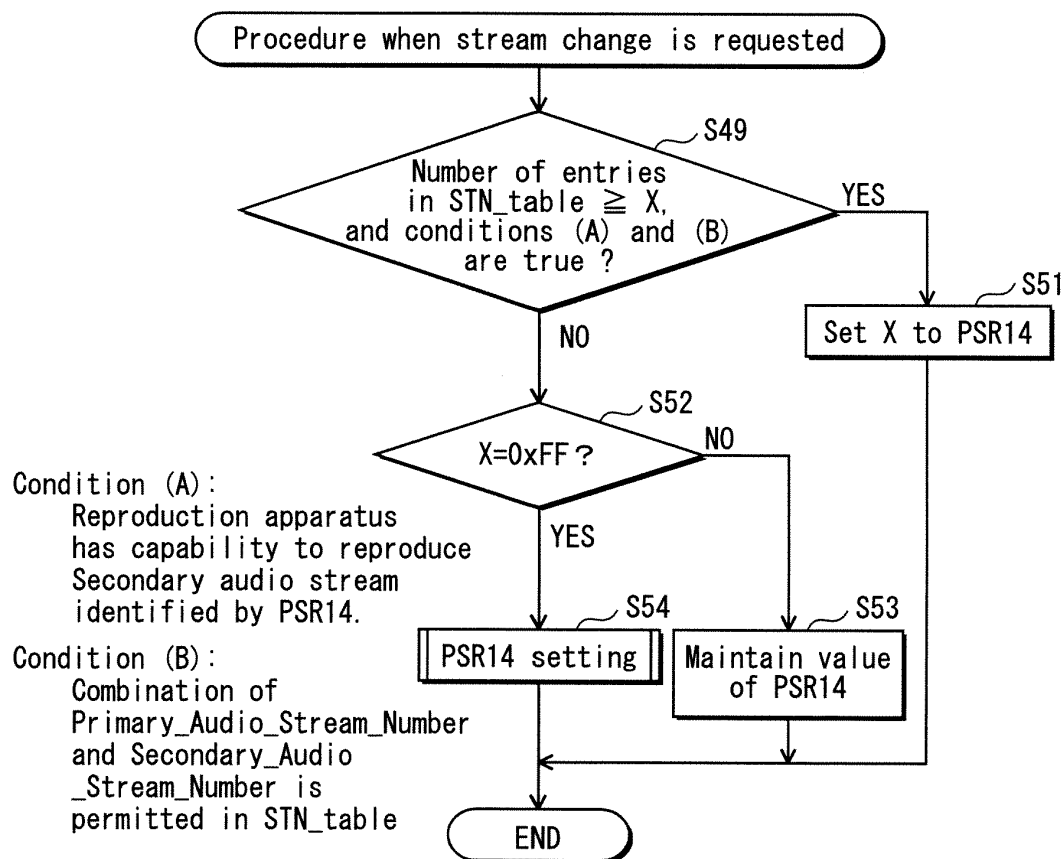 Procedure when stream change is requested
S49
Number of entries
in STN_table ≧ X,
and conditions (A) and (B)
are true ?
YES
S51
Set X to PSR14
NO
S52
X=0xFF ?
NO
YES
Condition (A):
Reproduction apparatus
has capability to reproduce
Secondary audio stream
identified by PSR14.
Condition (B):
Combination of
Primary_Audio_Stream_Number
and Secondary_Audio
_Stream_Number is
permitted in STN_table
S54
PSR14 setting
S53
Maintain value
of PSR14
END